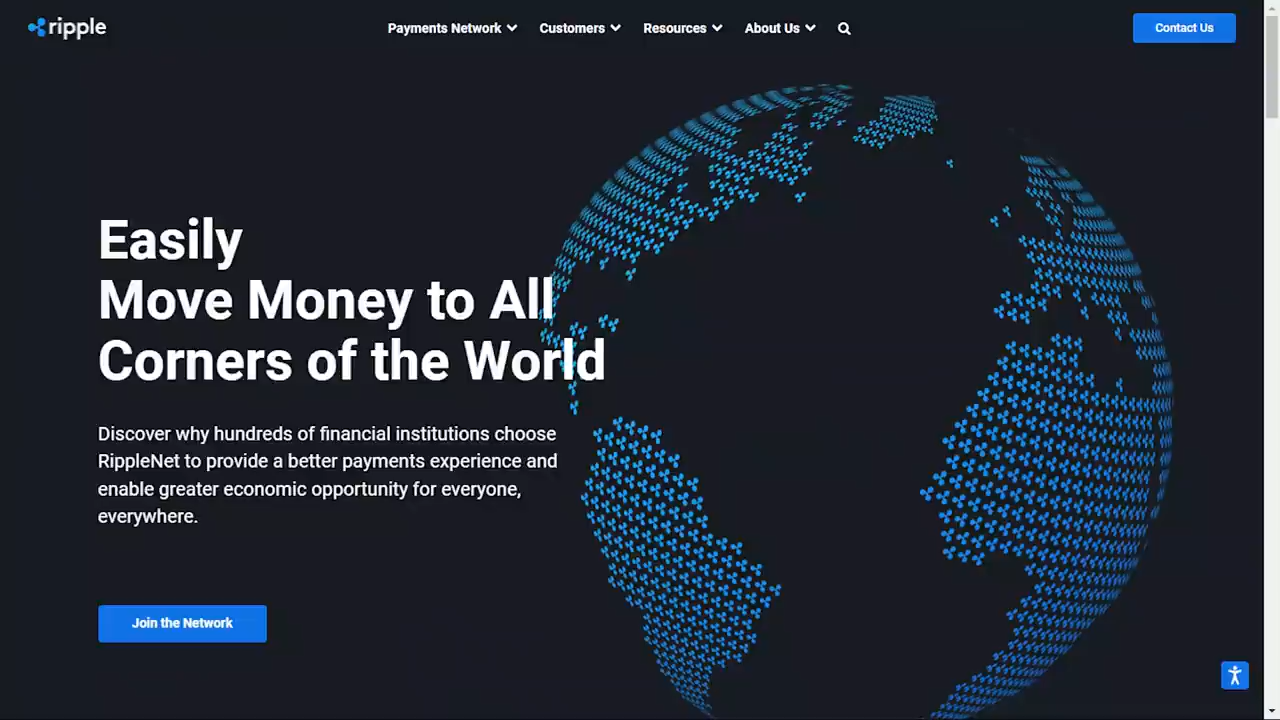 ripple
Payments Network
Customers
Resources
About Us
Contact Us
Easily
Move Money to All
Corners of the World
Discover why hundreds of financial institutions choose
RippleNet to provide a better payments experience and
enable greater economic opportunity for everyone,
everywhere.
Join the Network